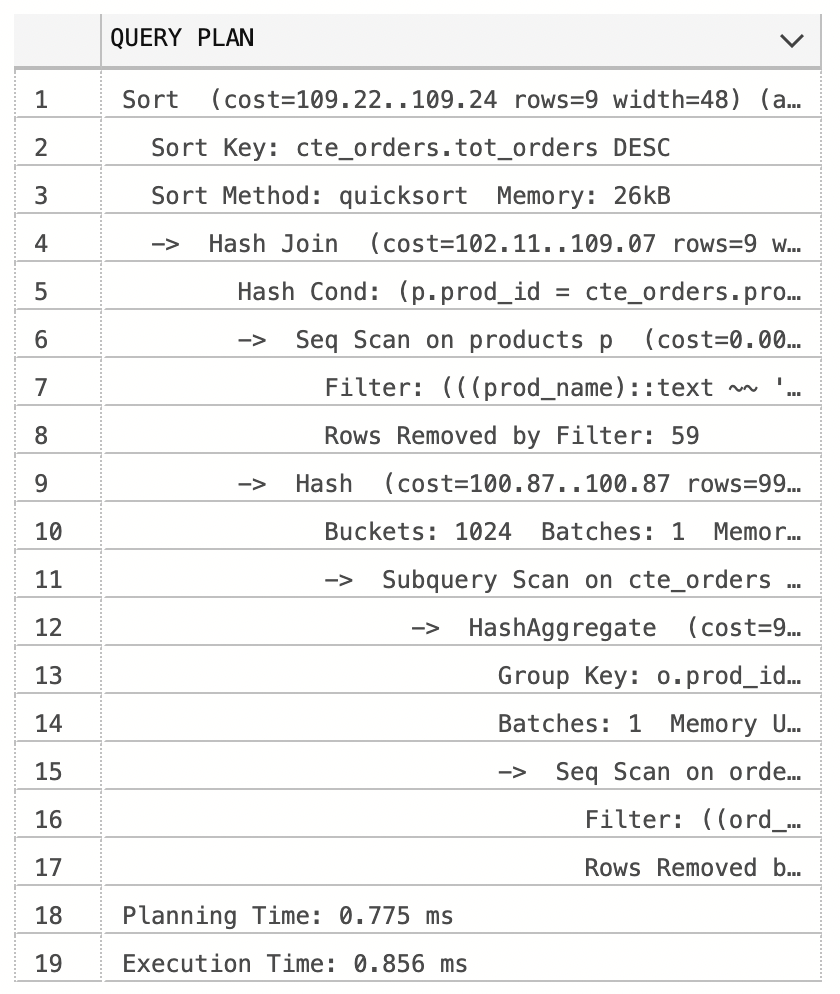 QUERY PLAN
1 Sort  (cost=109.22..109.24 rows=9 width=48) (a…
2 Sort Key: cte_orders.tot_orders DESC
3 Sort Method: quicksort  Memory: 26kB
4 ->  Hash Join  (cost=102.11..109.07 rows=9 w…
5 Hash Cond: (p.prod_id = cte_orders.pro…
6 ->  Seq Scan on products p  (cost=0.00…
7 Filter: (((prod_name)::text ~~ '…
8 Rows Removed by Filter: 59
9 ->  Hash  (cost=100.87..100.87 rows=99…
10 Buckets: 1024  Batches: 1  Memor…
11 ->  Subquery Scan on cte_orders …
12 ->  HashAggregate  (cost=9…
13 Group Key: o.prod_id…
14 Batches: 1  Memory U…
15 ->  Seq Scan on orde…
16 Filter: ((ord_…
17 Rows Removed b…
18 Planning Time: 0.775 ms
19 Execution Time: 0.856 ms